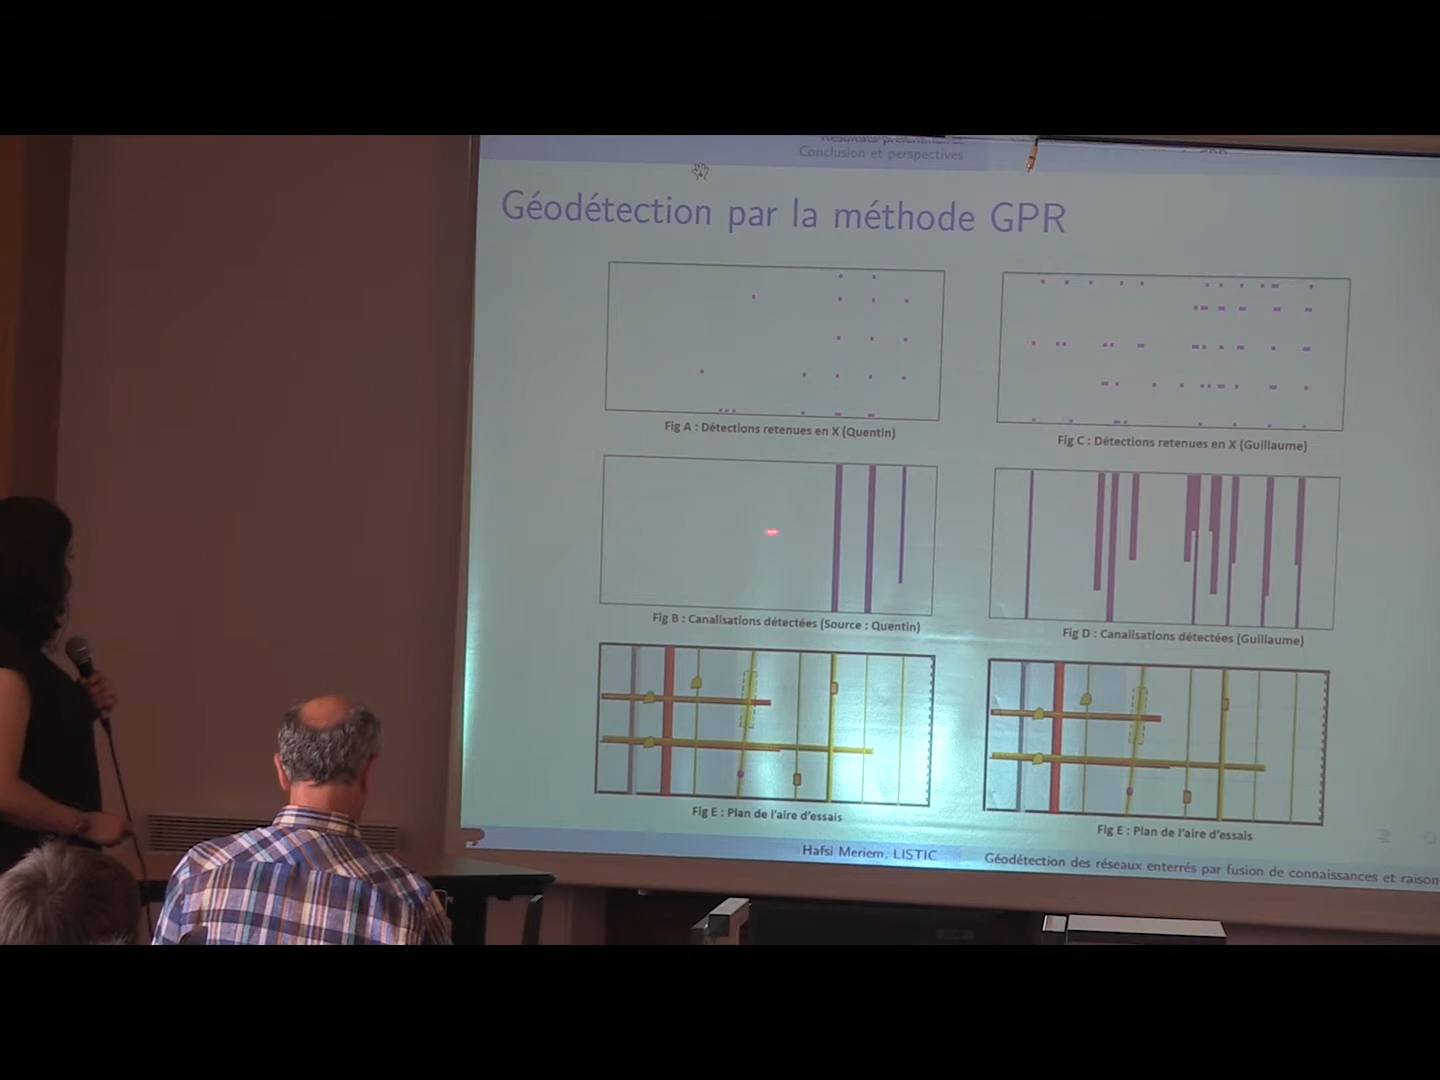 Conclusion et perspectives
Géodétection par la méthode GPR
Fig A : Détections retenues en X (Quentin)
Fig C : Détections retenues en X (Guillaume)
Fig B : Canalisations détectées (Source : Quentin)
Fig D : Canalisations détectées (Guillaume)
Fig E : Plan de l'aire d'essais
Fig E : Plan de l'aire d'essais
Hafsi Meriem, LISTIC
Géodétection des réseaux enterrés par fusion de connaissances et raison